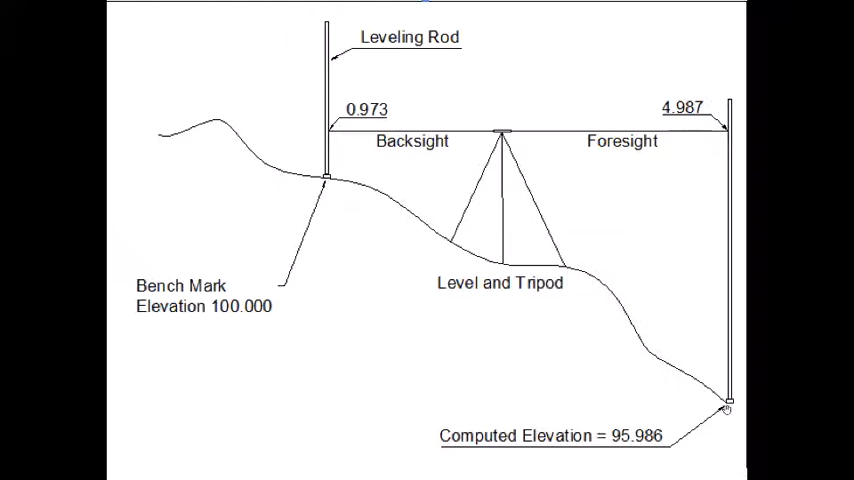 Leveling Rod
0.973
4.987
Backsight
Foresight
Bench Mark
Elevation 100.000
Level and Tripod
Computed Elevation = 95.986